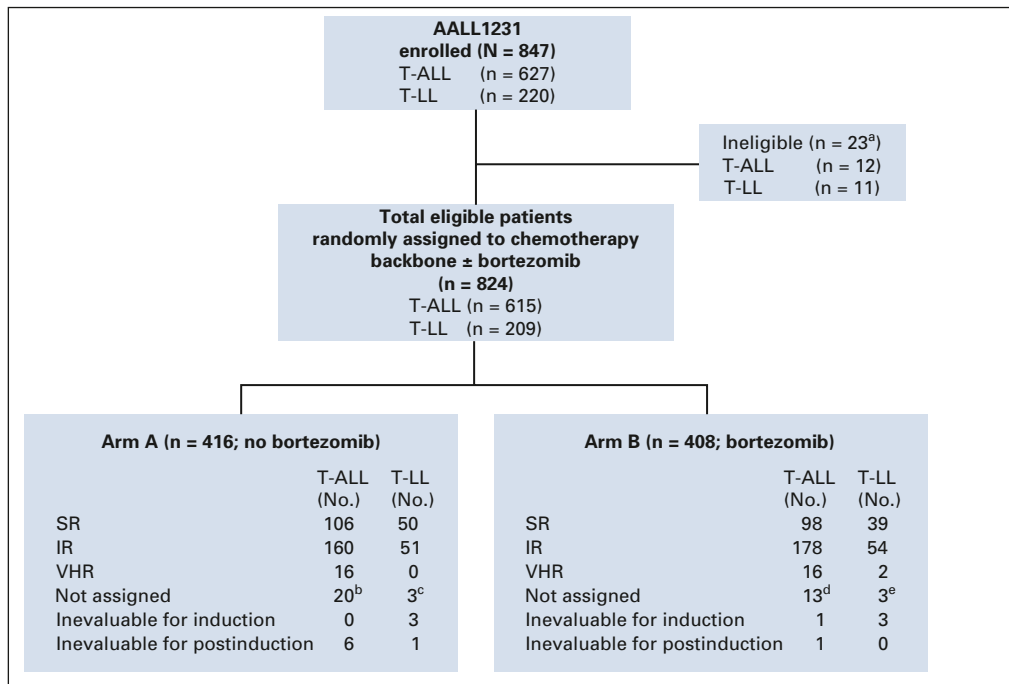 AALL1231
enrolled (N = 847)
T-ALL (n = 627)
T-LL (n = 220)
Ineligible (n = 23a)
T-ALL (n = 12)
T-LL (n = 11)
Total eligible patients
randomly assigned to chemotherapy
backbone ± bortezomib
(n = 824)
T-ALL (n = 615)
T-LL (n = 209)
Arm A (n = 416; no bortezomib)
T-ALL T-LL
(No.) (No.)
SR 106 50
IR 160 51
VHR 16 0
Not assigned 20b 3c
Inevaluable for induction 0 3
Inevaluable for postinduction 6 1
Arm B (n = 408; bortezomib)
T-ALL T-LL
(No.) (No.)
SR 98 39
IR 178 54
VHR 16 2
Not assigned 13d 3e
Inevaluable for induction 1 3
Inevaluable for postinduction 1 0